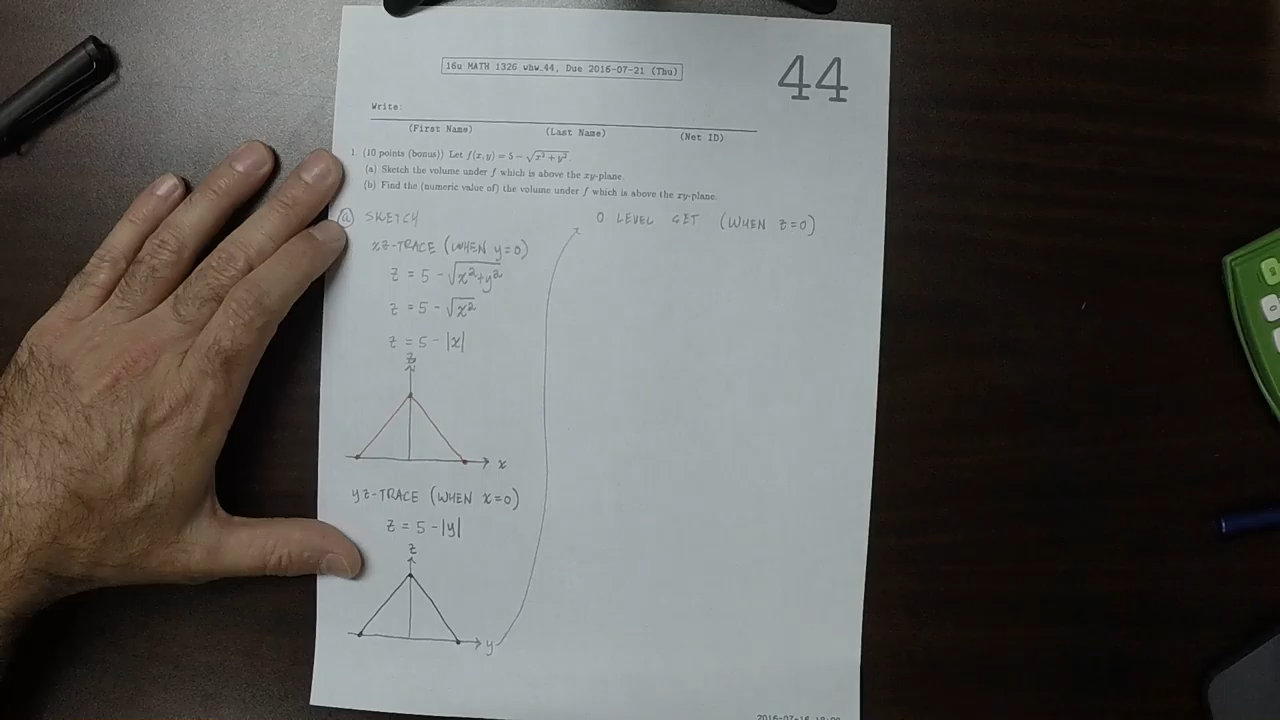 16u MATH 1326 whw.44, Due 2016-07-21 (Thu)
44
Write:
(First Name) (Last Name) (Net ID)
1. (10 points (bonus)) Let f(x, y) = 5 − √(x² + y²).
(a) Sketch the volume under f which is above the xy-plane.
(b) Find the (numeric value of) the volume under f which is above the xy-plane.
(a) SKETCH
xz-TRACE (WHEN y=0)
z = 5 - √(x²+y²)
z = 5 - √(x²)
z = 5 - |x|
z
x
yz-TRACE (WHEN x=0)
z = 5 - |y|
z
y
0 LEVEL SET (WHEN z=0)